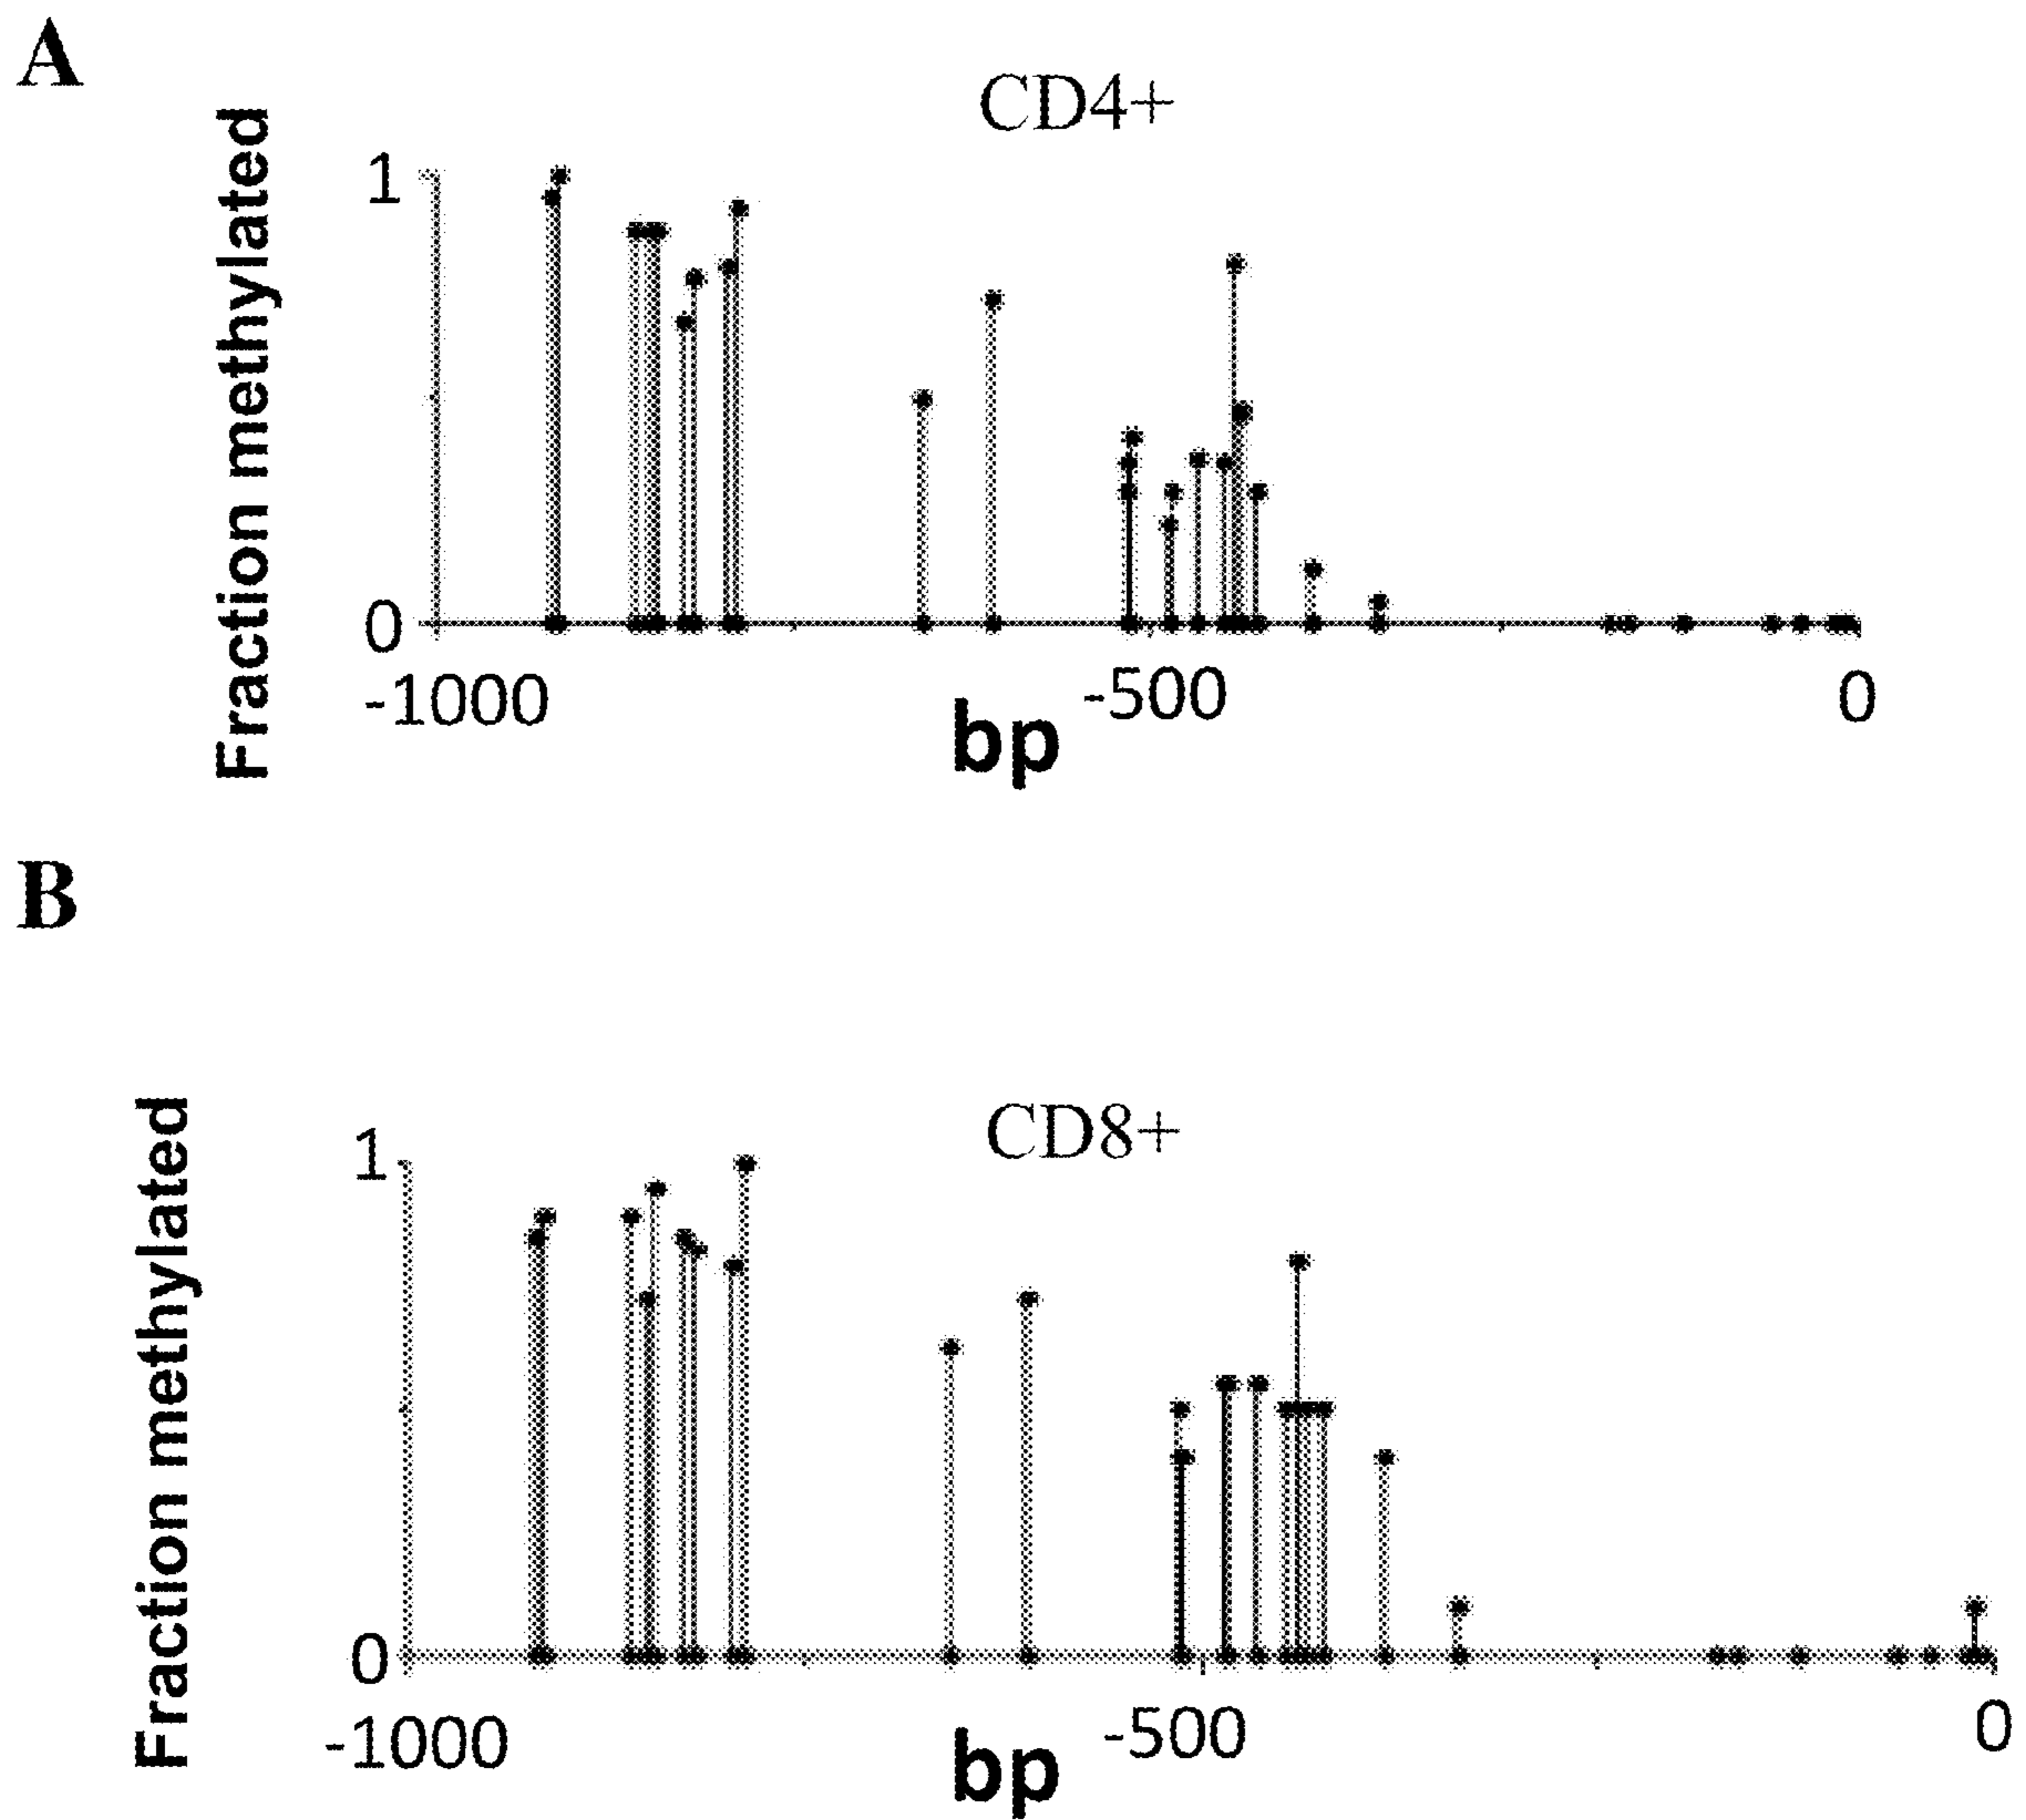 A
CD4+
Fraction methylated
1
0
-1000
-500
0
bp
B
CD8+
Fraction methylated
1
0
-1000
-500
0
bp